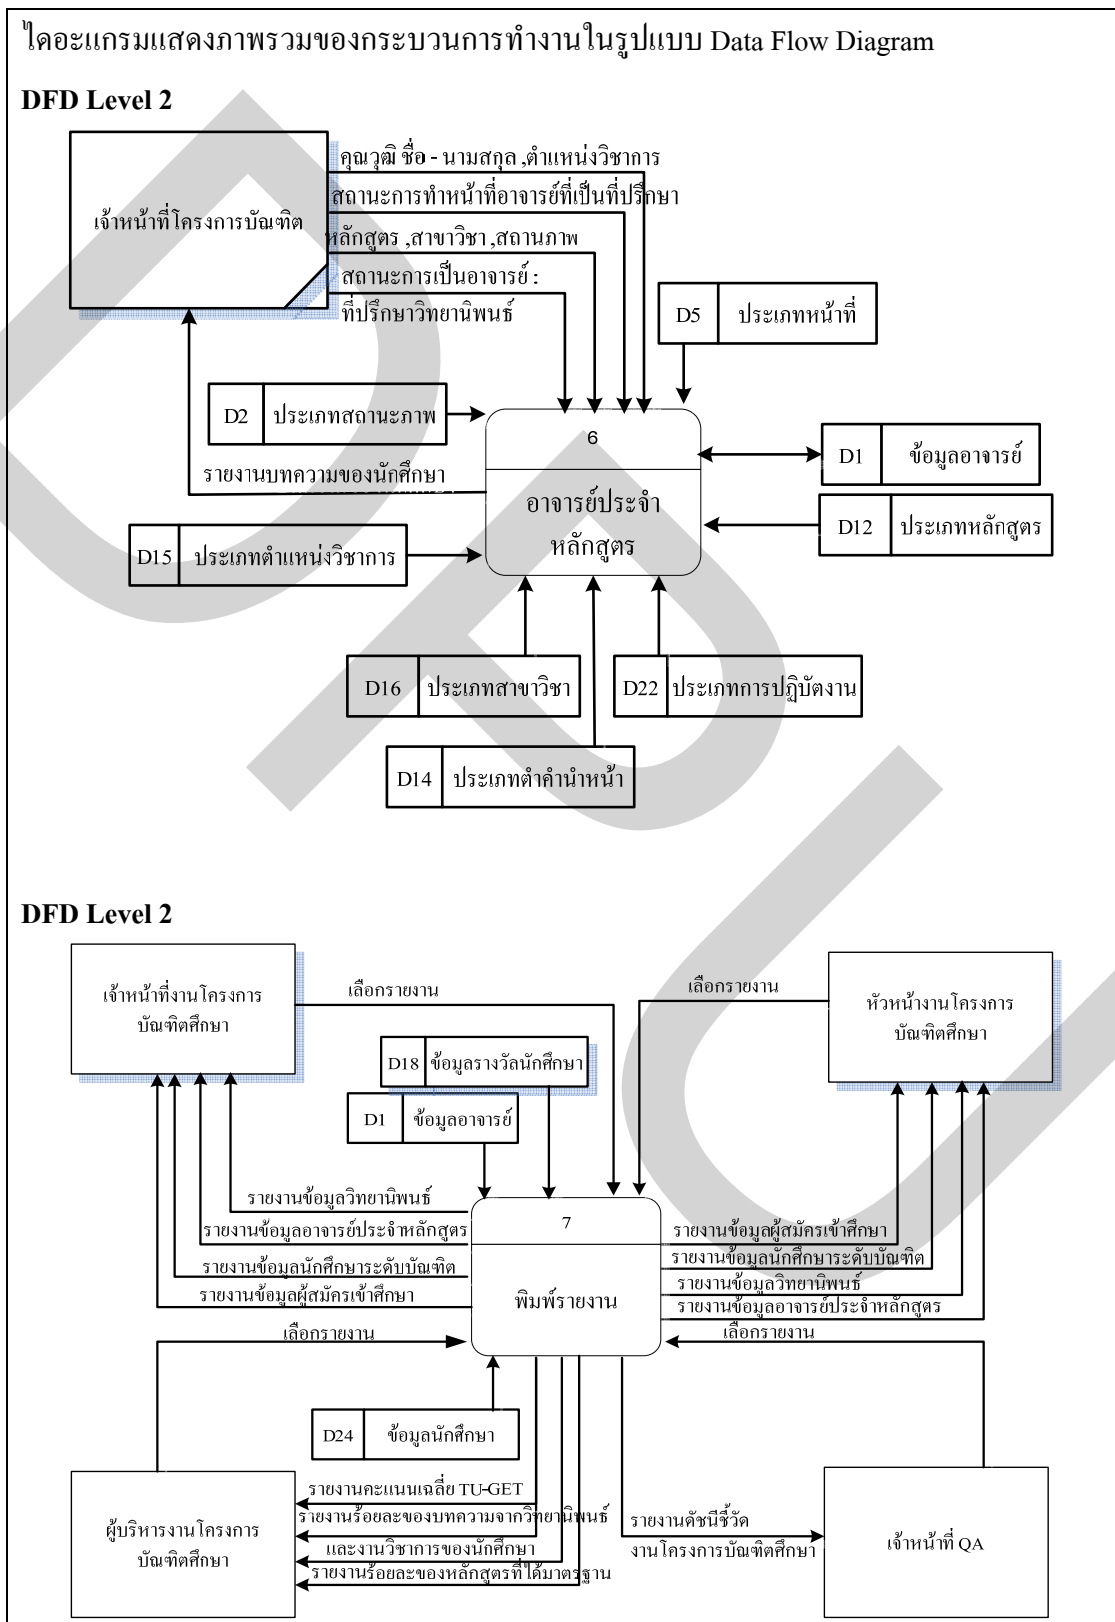 ไดอะแกรมแสดงภาพรวมของกระบวนการทำงานในรูปแบบ Data Flow Diagram
DFD Level 2
เจ้าหน้าที่โครงการบัณฑิต
คุณวุฒิ ชื่อ - นามสกุล ,ตำแหน่งวิชาการ
สถานะการทำหน้าที่อาจารย์ที่เป็นที่ปรึกษา
หลักสูตร ,สาขาวิชา ,สถานภาพ
สถานะการเป็นอาจารย์ :
ที่ปรึกษาวิทยานิพนธ์
D5 ประเภทหน้าที่
D2 ประเภทสถานะภาพ
6
อาจารย์ประจำ
หลักสูตร
D1 ข้อมูลอาจารย์
รายงานบทความของนักศึกษา
D12 ประเภทหลักสูตร
D15 ประเภทตำแหน่งวิชาการ
D16 ประเภทสาขาวิชา
D22 ประเภทการปฏิบัตงาน
D14 ประเภทตำคำนำหน้า
DFD Level 2
เจ้าหน้าที่งานโครงการ
บัณฑิตศึกษา
เลือกรายงาน
เลือกรายงาน
หัวหน้างานโครงการ
บัณฑิตศึกษา
D18 ข้อมูลรางวัลนักศึกษา
D1 ข้อมูลอาจารย์
รายงานข้อมูลวิทยานิพนธ์
รายงานข้อมูลอาจารย์ประจำหลักสูตร
รายงานข้อมูลนักศึกษาระดับบัณฑิต
รายงานข้อมูลผู้สมัครเข้าศึกษา
7
พิมพ์รายงาน
รายงานข้อมูลผู้สมัครเข้าศึกษา
รายงานข้อมูลนักศึกษาระดับบัณฑิต
รายงานข้อมูลวิทยานิพนธ์
รายงานข้อมูลอาจารย์ประจำหลักสูตร
เลือกรายงาน
เลือกรายงาน
D24 ข้อมูลนักศึกษา
ผู้บริหารงานโครงการ
บัณฑิตศึกษา
รายงานคะแนนเฉลี่ย TU-GET
รายงานร้อยละของบทความจากวิทยานิพนธ์
และงานวิชาการของนักศึกษา
รายงานร้อยละของหลักสูตรที่ได้มาตรฐาน
รายงานดัชนีชี้วัด
งานโครงการบัณฑิตศึกษา
เจ้าหน้าที่ QA
DPU